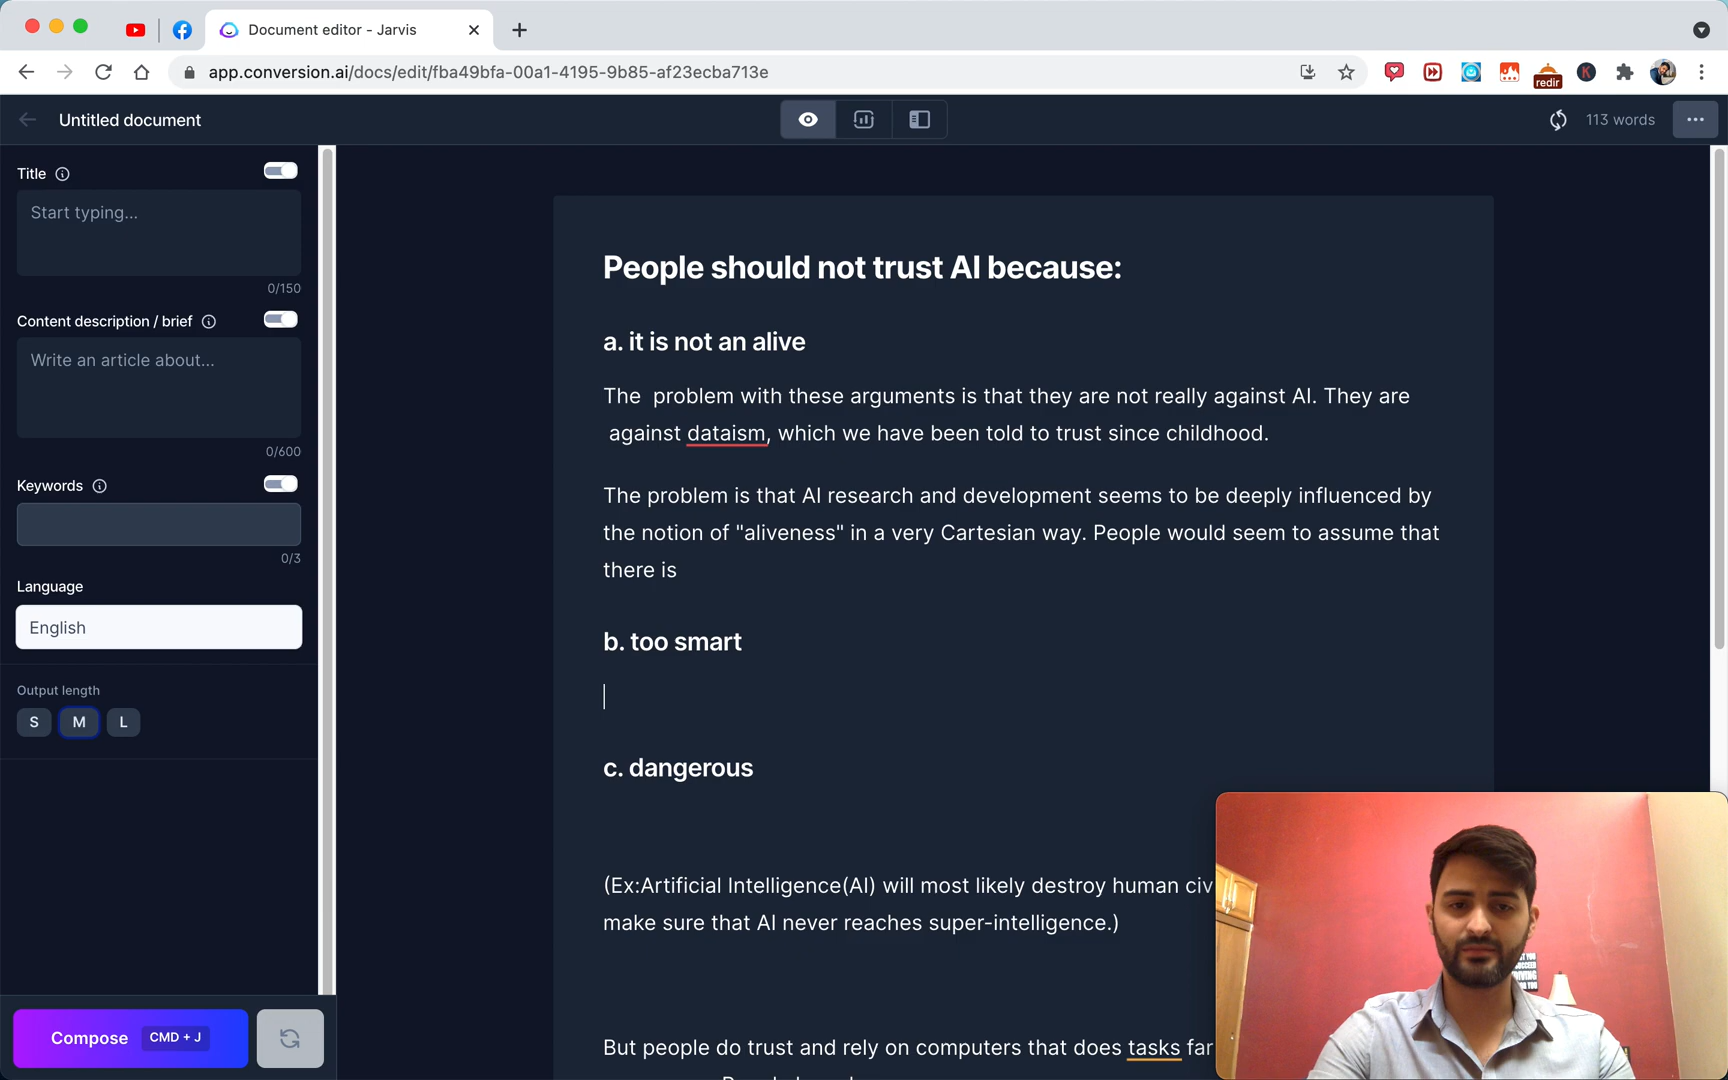 Document editor - Jarvis
app.conversion.ai/docs/edit/fba49bfa-00a1-4195-9b85-af23ecba713e
redir
K
Untitled document
113 words
Title
Start typing...
0/150
Content description / brief
Write an article about...
0/600
Keywords
0/3
Language
English
Output length
S M L
Compose CMD + J
People should not trust AI because:
a. it is not an alive
The  problem with these arguments is that they are not really against AI. They are
against dataism, which we have been told to trust since childhood.
The problem is that AI research and development seems to be deeply influenced by
the notion of "aliveness" in a very Cartesian way. People would seem to assume that
there is
b. too smart
c. dangerous
(Ex:Artificial Intelligence(AI) will most likely destroy human civ
make sure that AI never reaches super-intelligence.)
But people do trust and rely on computers that does tasks far